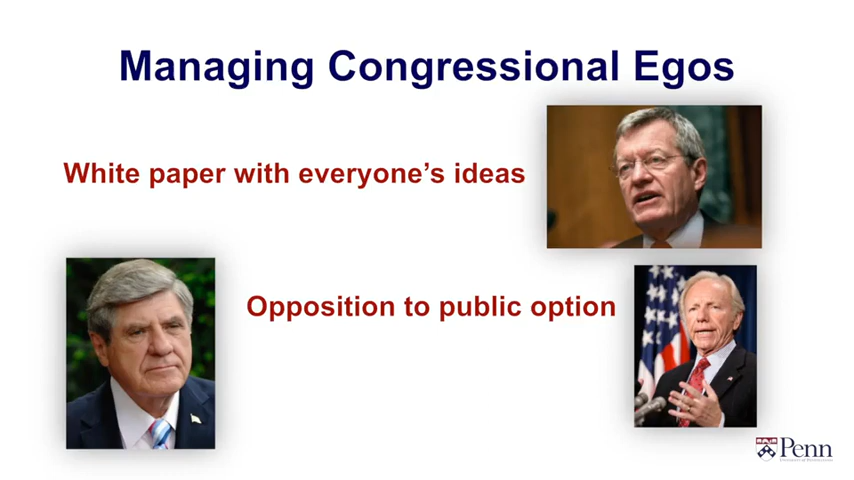 Managing Congressional Egos
White paper with everyone’s ideas
Opposition to public option
Penn